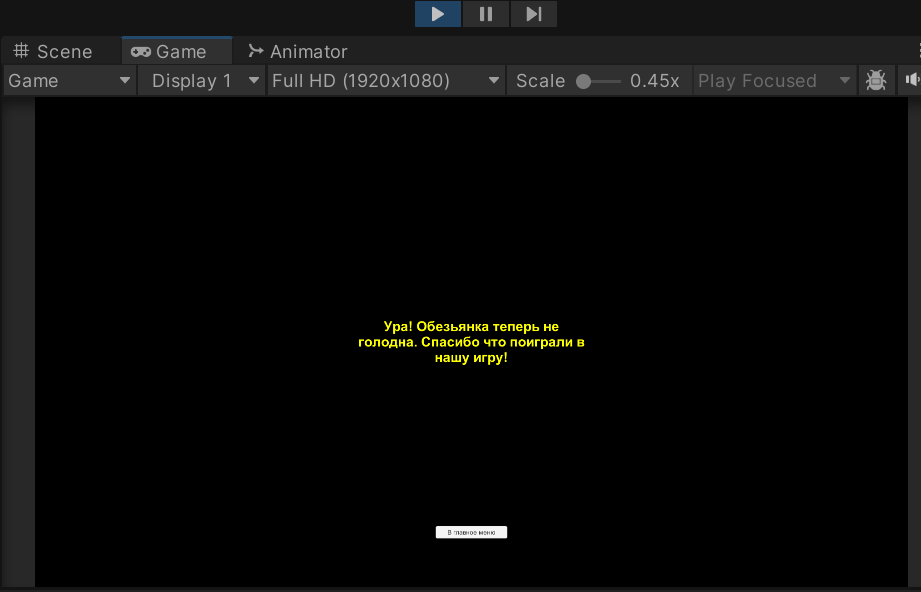 Scene
Game
Animator
Game
Display 1
Full HD (1920x1080)
Scale
0.45x
Play Focused
Ура! Обезьянка теперь не
голодна. Спасибо что поиграли в
нашу игру!
В главное меню